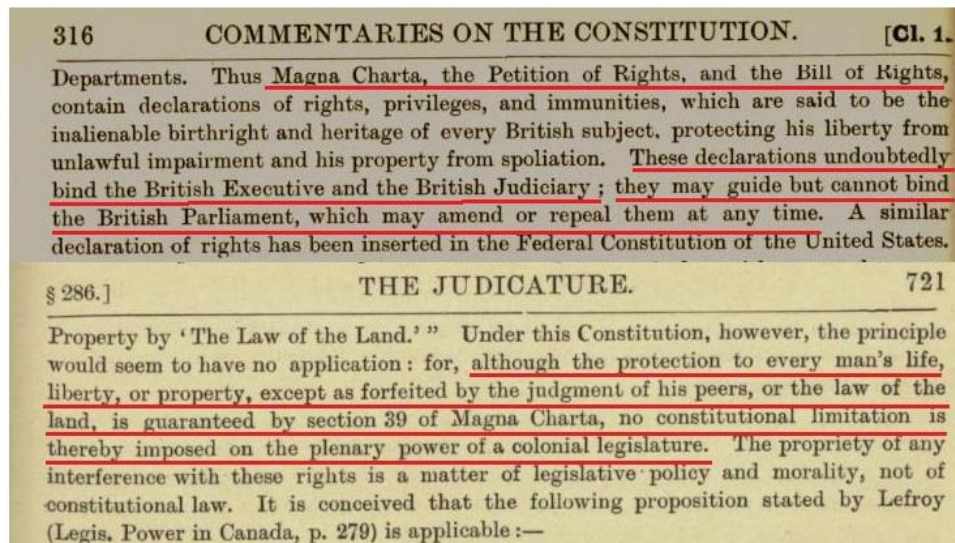 316 COMMENTARIES ON THE CONSTITUTION. [Cl. 1.
Departments. Thus Magna Charta, the Petition of Rights, and the Bill of Rights,
contain declarations of rights, privileges, and immunities, which are said to be the
inalienable birthright and heritage of every British subject, protecting his liberty from
unlawful impairment and his property from spoliation. These declarations undoubtedly
bind the British Executive and the British Judiciary ; they may guide but cannot bind
the British Parliament, which may amend or repeal them at any time. A similar
declaration of rights has been inserted in the Federal Constitution of the United States.
§ 286.] THE JUDICATURE. 721
Property by ‘The Law of the Land.’” Under this Constitution, however, the principle
would seem to have no application : for, although the protection to every man's life,
liberty, or property, except as forfeited by the judgment of his peers, or the law of the
land, is guaranteed by section 39 of Magna Charta, no constitutional limitation is
thereby imposed on the plenary power of a colonial legislature. The propriety of any
interference with these rights is a matter of legislative policy and morality, not of
constitutional law. It is conceived that the following proposition stated by Lefroy
(Legis. Power in Canada, p. 279) is applicable :—